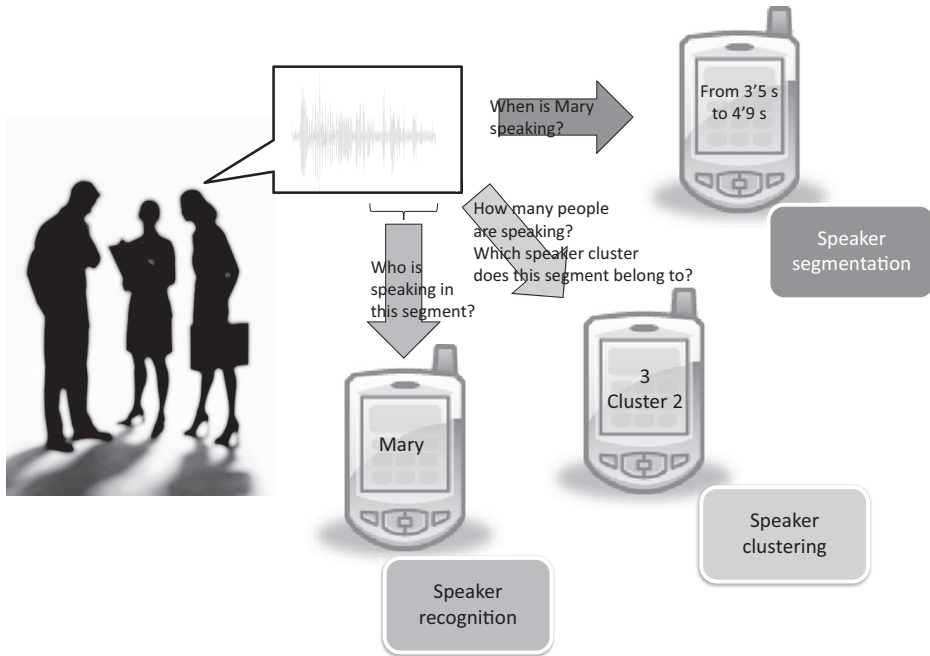 When is Mary
speaking?
From 3'5 s
to 4'9 s
Speaker
segmentation
How many people
are speaking?
Which speaker cluster
does this segment belong to?
3
Cluster 2
Speaker
clustering
Who is
speaking in
this segment?
Mary
Speaker
recognition